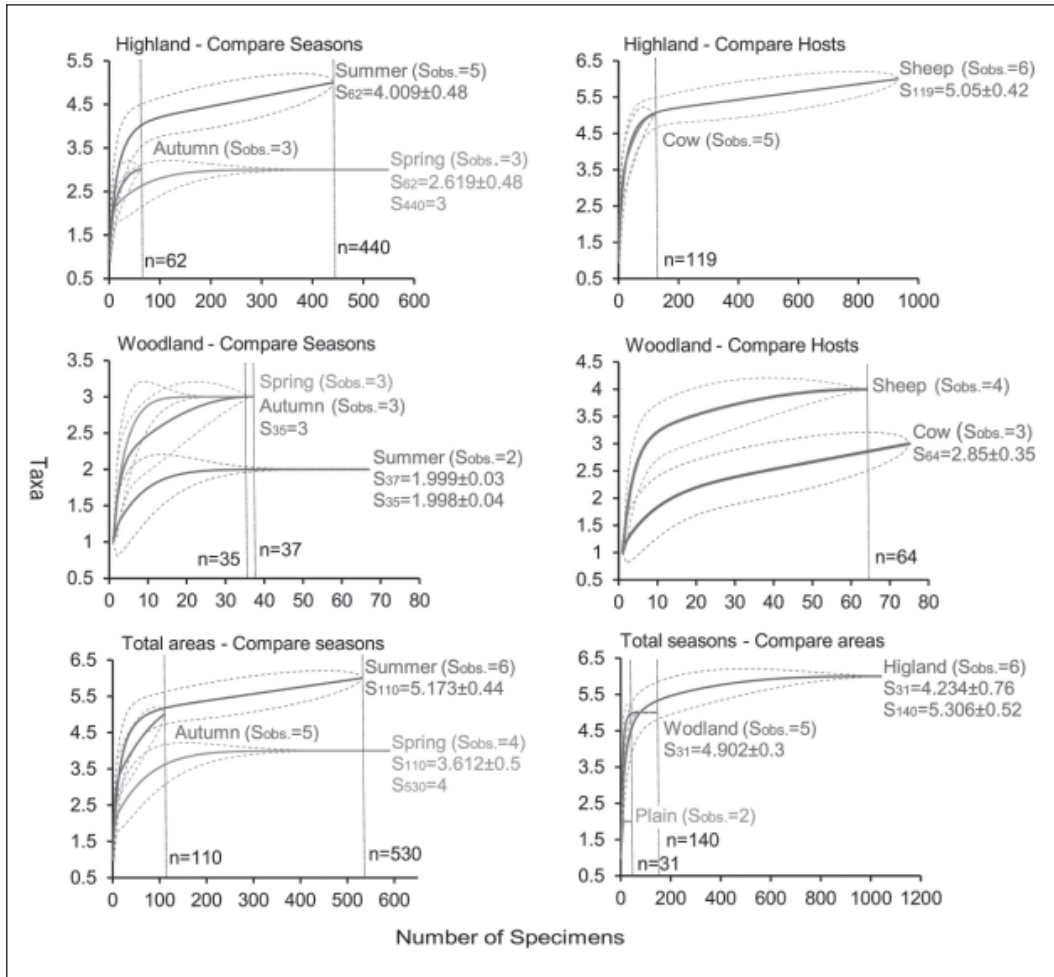 Highland - Compare Seasons
5.5
4.5
3.5
2.5
1.5
0.5
0
100
200
300
400
500
600
Summer (Sobs.=5)
S62=4.009±0.48
Autumn (Sobs.=3)
Spring (Sobs.=3)
S62=2.619±0.48
S440=3
n=62
n=440
Highland - Compare Hosts
6.5
5.5
4.5
3.5
2.5
1.5
0.5
0
200
400
600
800
1000
Sheep (Sobs.=6)
S119=5.05±0.42
Cow (Sobs.=5)
n=119
Woodland - Compare Seasons
3.5
3
2.5
2
1.5
1
0.5
0
10
20
30
40
50
60
70
80
Spring (Sobs.=3)
Autumn (Sobs.=3)
S35=3
Summer (Sobs.=2)
S37=1.999±0.03
S35=1.998±0.04
n=35
n=37
Woodland - Compare Hosts
4.5
4
3.5
3
2.5
2
1.5
1
0.5
0
10
20
30
40
50
60
70
80
Sheep (Sobs.=4)
Cow (Sobs.=3)
S64=2.85±0.35
n=64
Total areas - Compare seasons
6.5
5.5
4.5
3.5
2.5
1.5
0.5
0
100
200
300
400
500
600
Summer (Sobs.=6)
S110=5.173±0.44
Autumn (Sobs.=5)
Spring (Sobs.=4)
S110=3.612±0.5
S530=4
n=110
n=530
Total seasons - Compare areas
6.5
5.5
4.5
3.5
2.5
1.5
0.5
0
200
400
600
800
1000
1200
Higland (Sobs.=6)
S31=4.234±0.76
S140=5.306±0.52
Wodland (Sobs.=5)
S31=4.902±0.3
Plain (Sobs.=2)
n=140
n=31
Taxa
Number of Specimens